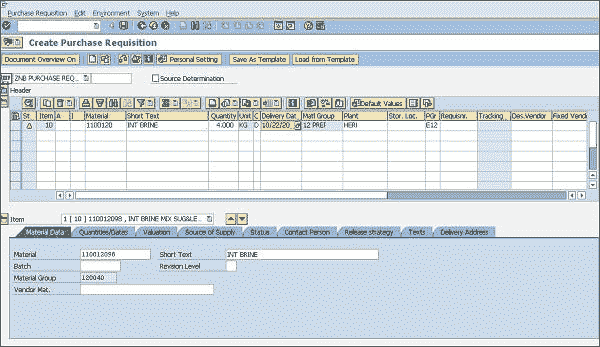 Purchase Requisition Edit Environment System Help
Create Purchase Requisition
Document Overview On Personal Setting Save As Template Load from Template
ZNB PURCHASE REQ... Source Determination
Header
Default Values
St Item A I Material Short Text Quantity Unit C Delivery Dat Matl Group Plant Stor. Loc. PGr Requisnr. Tracking Des.Vendor Fixed Vend
10 1100120 INT BRINE 4.000 KG D 10/22/20 12 PREP HERI E12
Item 1 [ 10 ] 110012098 , INT BRINE MIX
Material Data Quantities/Dates Valuation Source of Supply Status Contact Person Release strategy Texts Delivery Address
Material 110012098 Short Text INT BRINE
Batch Revision Level
Material Group 120040
Vendor Mat.